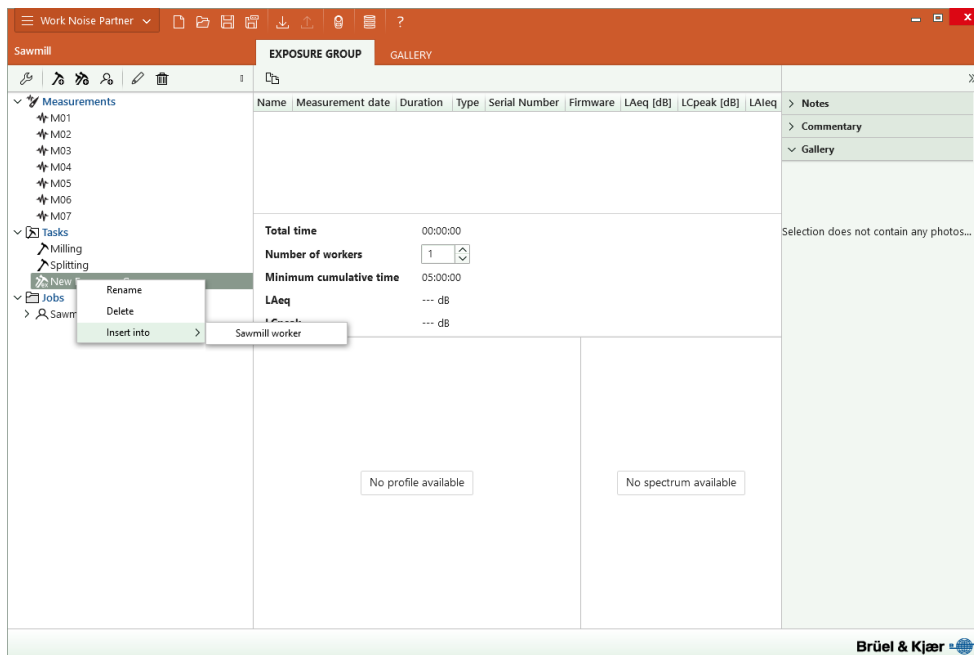 Work Noise Partner
?
Sawmill
EXPOSURE GROUP
GALLERY
Measurements
M01
M02
M03
M04
M05
M06
M07
Tasks
Milling
Splitting
New
Jobs
Sawm
Rename
Delete
Insert into
Sawmill worker
Name Measurement date Duration Type Serial Number Firmware LAeq [dB] LCpeak [dB] LAIeq
Total time 00:00:00
Number of workers 1
Minimum cumulative time 05:00:00
LAeq --- dB
LCpeak --- dB
No profile available
No spectrum available
Notes
Commentary
Gallery
Selection does not contain any photos...
Brüel & Kjær